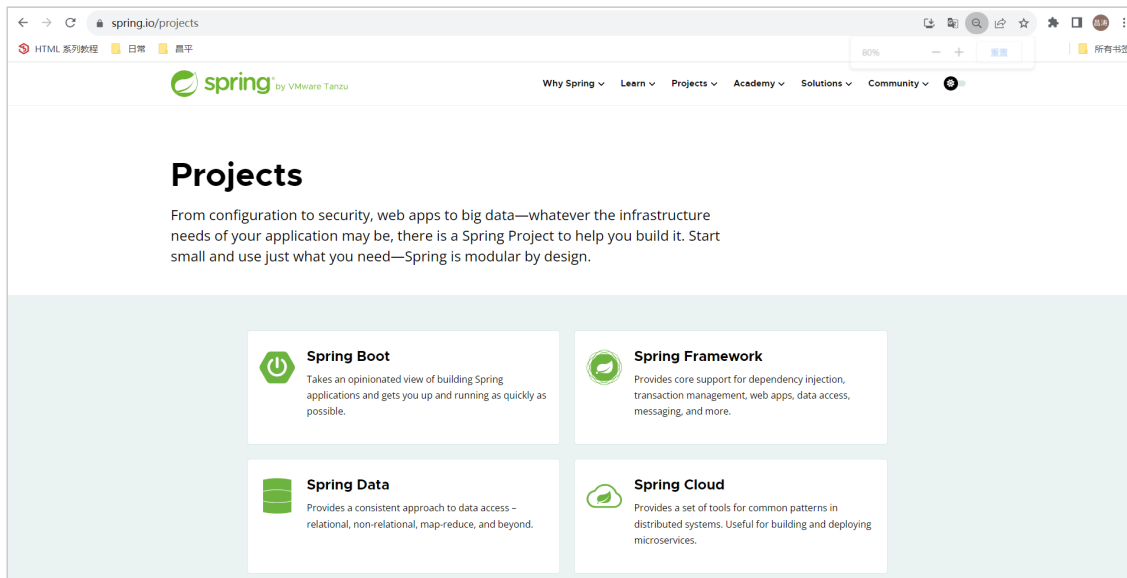 spring.io/projects
HTML 系列教程 日常 昌平 所有书签
80% − + 重置
spring by VMware Tanzu Why Spring Learn Projects Academy Solutions Community
Projects
From configuration to security, web apps to big data—whatever the infrastructure
needs of your application may be, there is a Spring Project to help you build it. Start
small and use just what you need—Spring is modular by design.
Spring Boot
Takes an opinionated view of building Spring
applications and gets you up and running as quickly as
possible.
Spring Framework
Provides core support for dependency injection,
transaction management, web apps, data access,
messaging, and more.
Spring Data
Provides a consistent approach to data access –
relational, non-relational, map-reduce, and beyond.
Spring Cloud
Provides a set of tools for common patterns in
distributed systems. Useful for building and deploying
microservices.